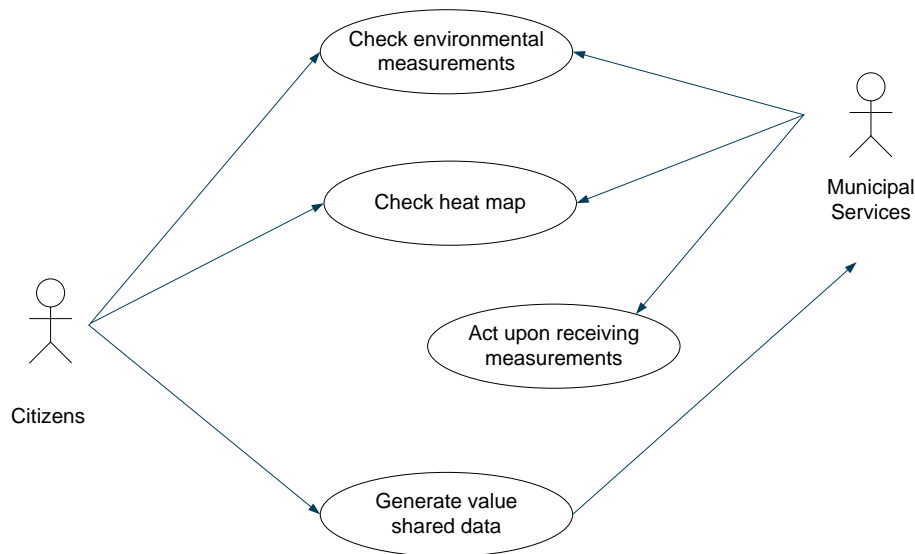 Check environmental
measurements
Check heat map
Municipal
Services
Act upon receiving
measurements
Citizens
Generate value
shared data